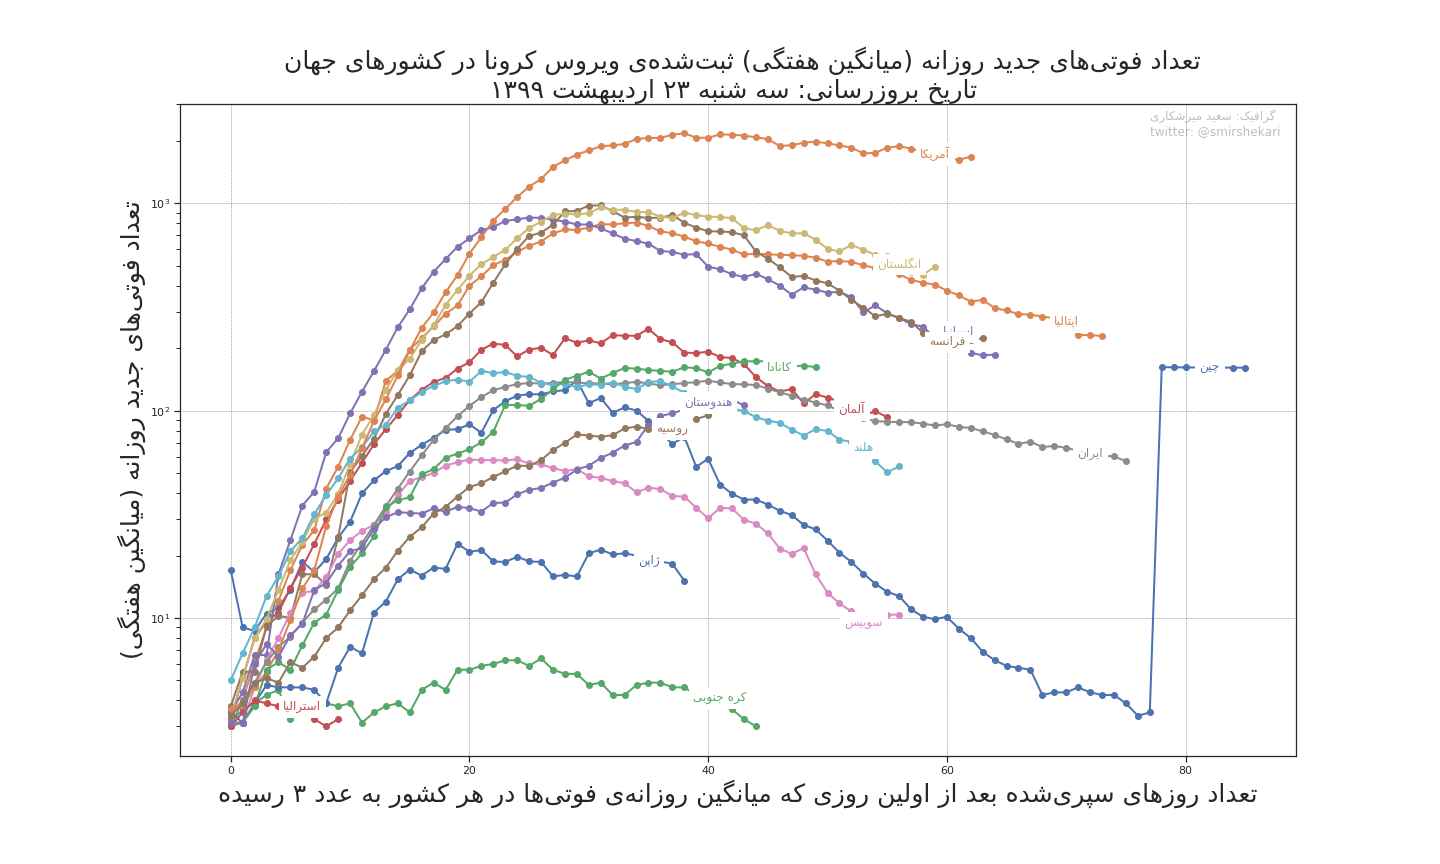 تعداد فوتی‌های جدید روزانه (میانگین هفتگی) ثبت‌شده‌ی ویروس کرونا در کشورهای جهان
تاریخ بروزرسانی: سه شنبه ۲۳ اردیبهشت ۱۳۹۹
گرافیک: سعید میرشکاری
twitter: @smirshekari
تعداد فوتی‌های جدید روزانه (میانگین هفتگی)
10³
10²
10¹
آمریکا
انگلستان
ایتالیا
فرانسه
کانادا
چین
هندوستان
آلمان
روسیه
هلند
ایران
ژاپن
سوییس
کره جنوبی
استرالیا
0 20 40 60 80
تعداد روزهای سپری‌شده بعد از اولین روزی که میانگین روزانه‌ی فوتی‌ها در هر کشور به عدد ۳ رسیده